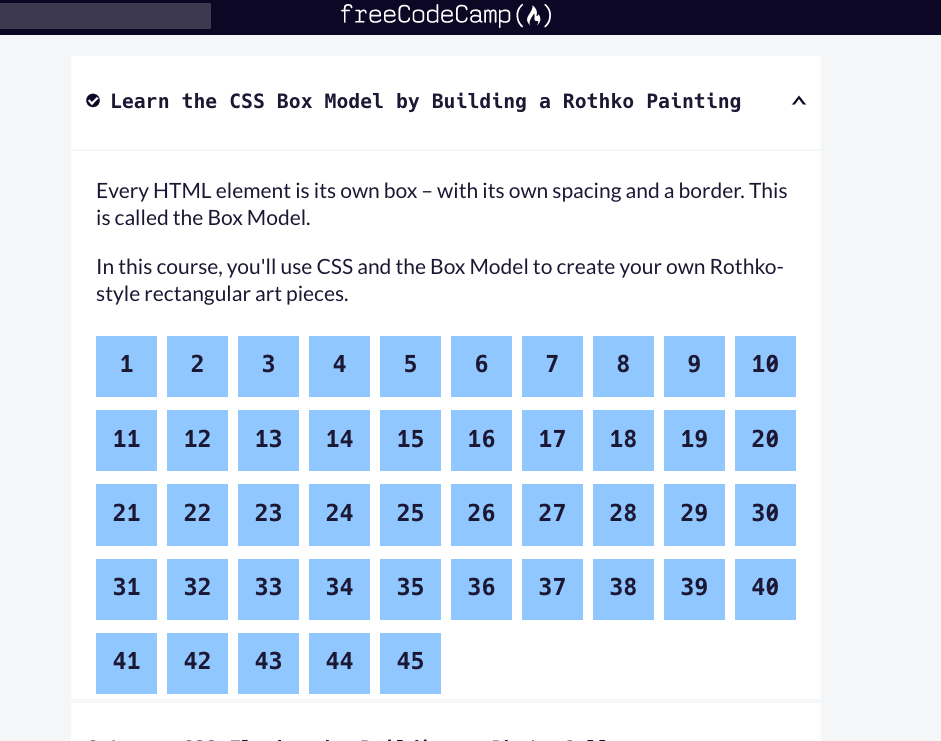 freeCodeCamp
Learn the CSS Box Model by Building a Rothko Painting
Every HTML element is its own box – with its own spacing and a border. This
is called the Box Model.
In this course, you'll use CSS and the Box Model to create your own Rothko-
style rectangular art pieces.
1 2 3 4 5 6 7 8 9 10
11 12 13 14 15 16 17 18 19 20
21 22 23 24 25 26 27 28 29 30
31 32 33 34 35 36 37 38 39 40
41 42 43 44 45